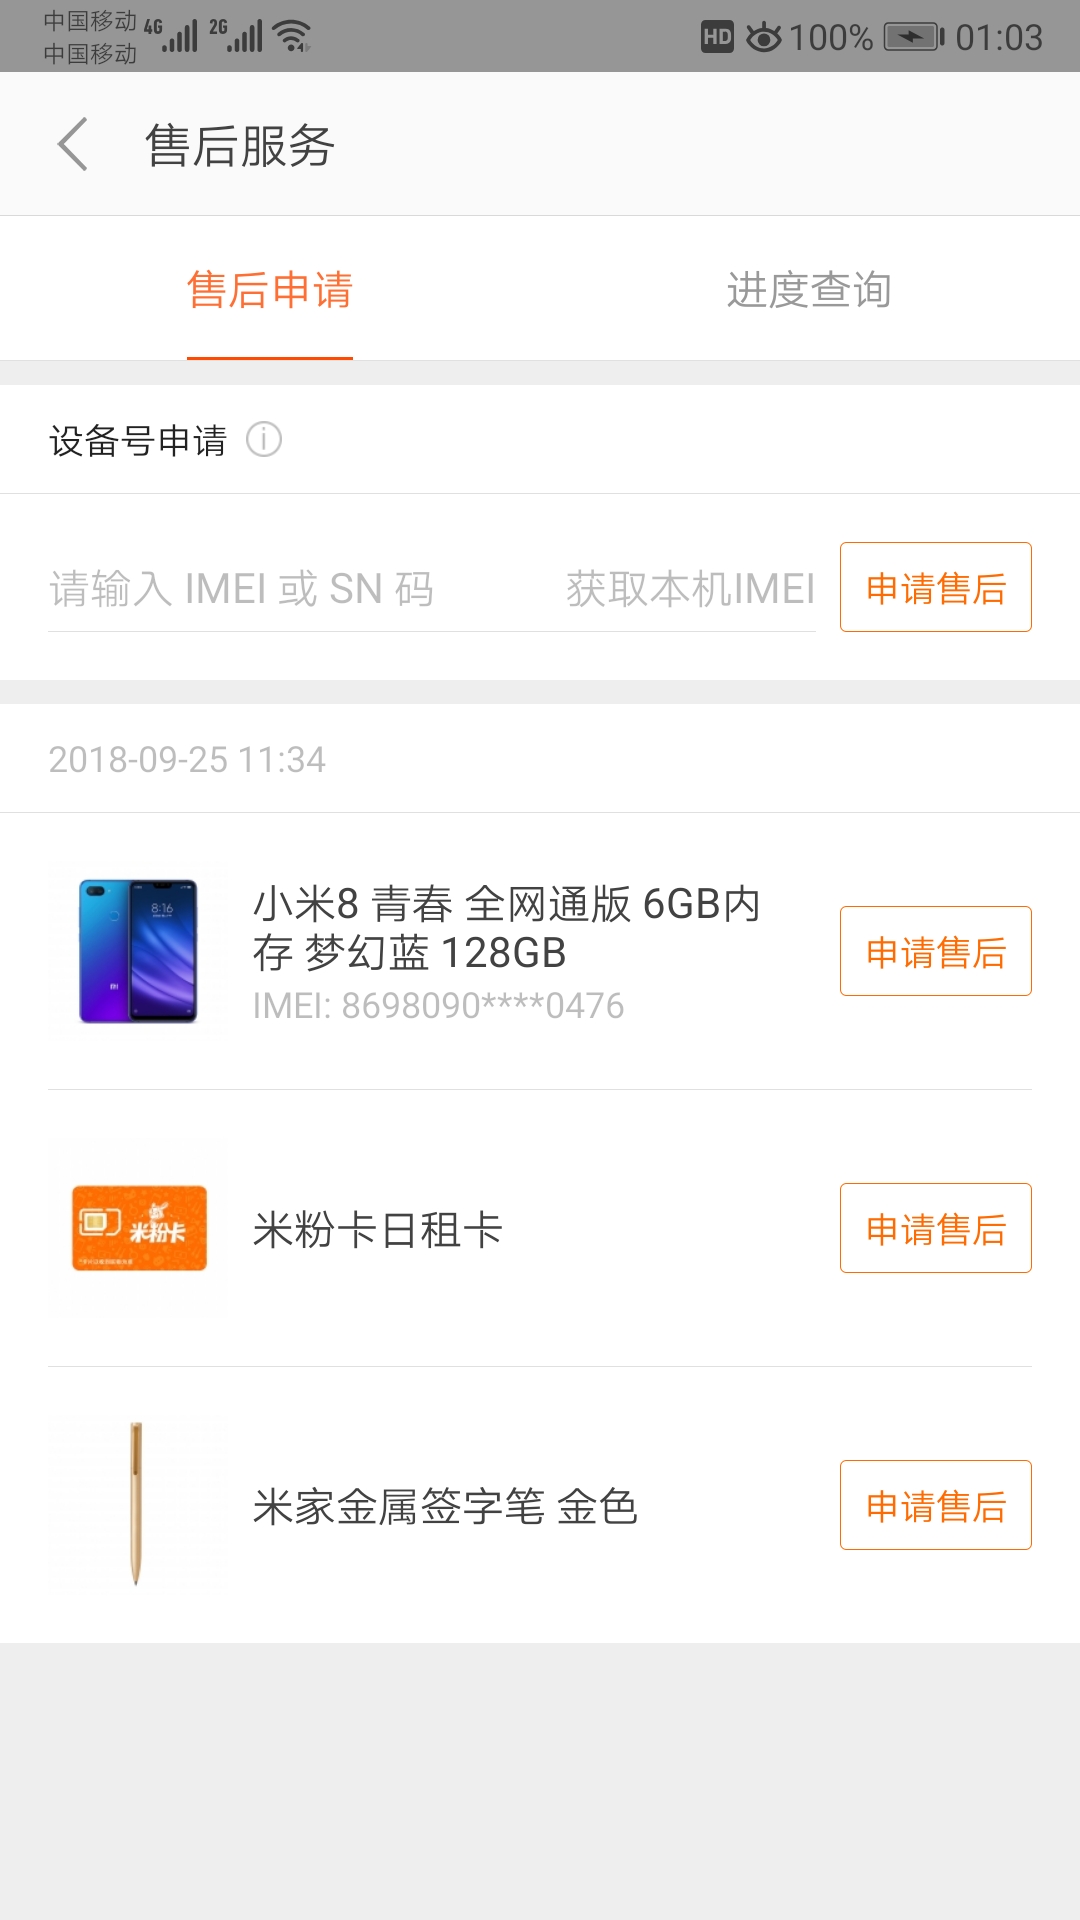 中国移动 4G 2G HD 100% 01:03
中国移动
售后服务
售后申请 进度查询
设备号申请
请输入 IMEI 或 SN 码 获取本机IMEI 申请售后
2018-09-25 11:34
8:16
小米8 青春 全网通版 6GB内
存 梦幻蓝 128GB
IMEI: 8698090****0476
申请售后
米粉卡
米粉卡日租卡
申请售后
米家金属签字笔 金色
申请售后